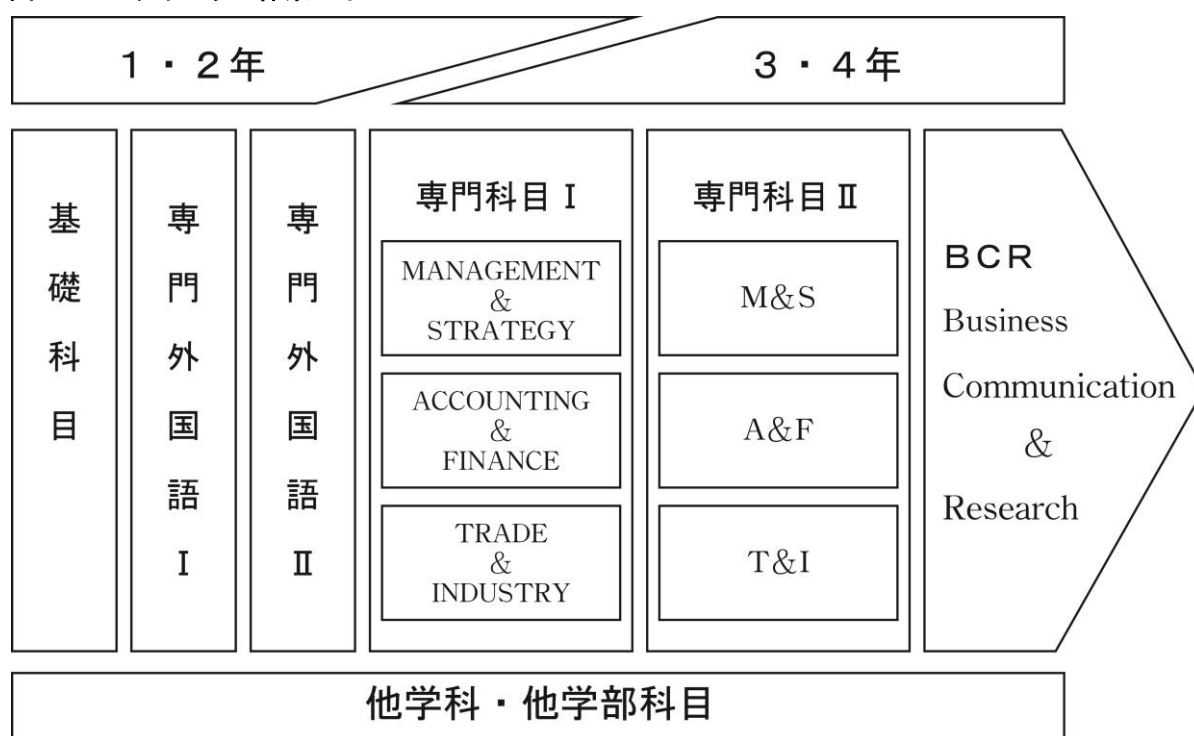 1・2年
3・4年
基礎科目
専門外国語Ⅰ
専門外国語Ⅱ
専門科目Ⅰ
MANAGEMENT
&
STRATEGY
ACCOUNTING
&
FINANCE
TRADE
&
INDUSTRY
専門科目Ⅱ
M&S
A&F
T&I
BCR
Business
Communication
&
Research
他学科・他学部科目